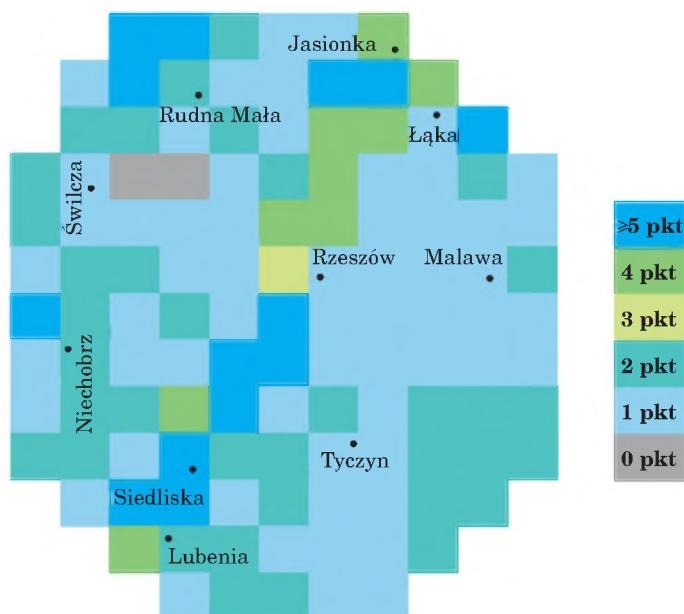 Jasionka
Rudna Mała
Łąka
Świlcza
Rzeszów
Malawa
Niechobrz
Tyczyn
Siedliska
Lubenia
≥5 pkt
4 pkt
3 pkt
2 pkt
1 pkt
0 pkt